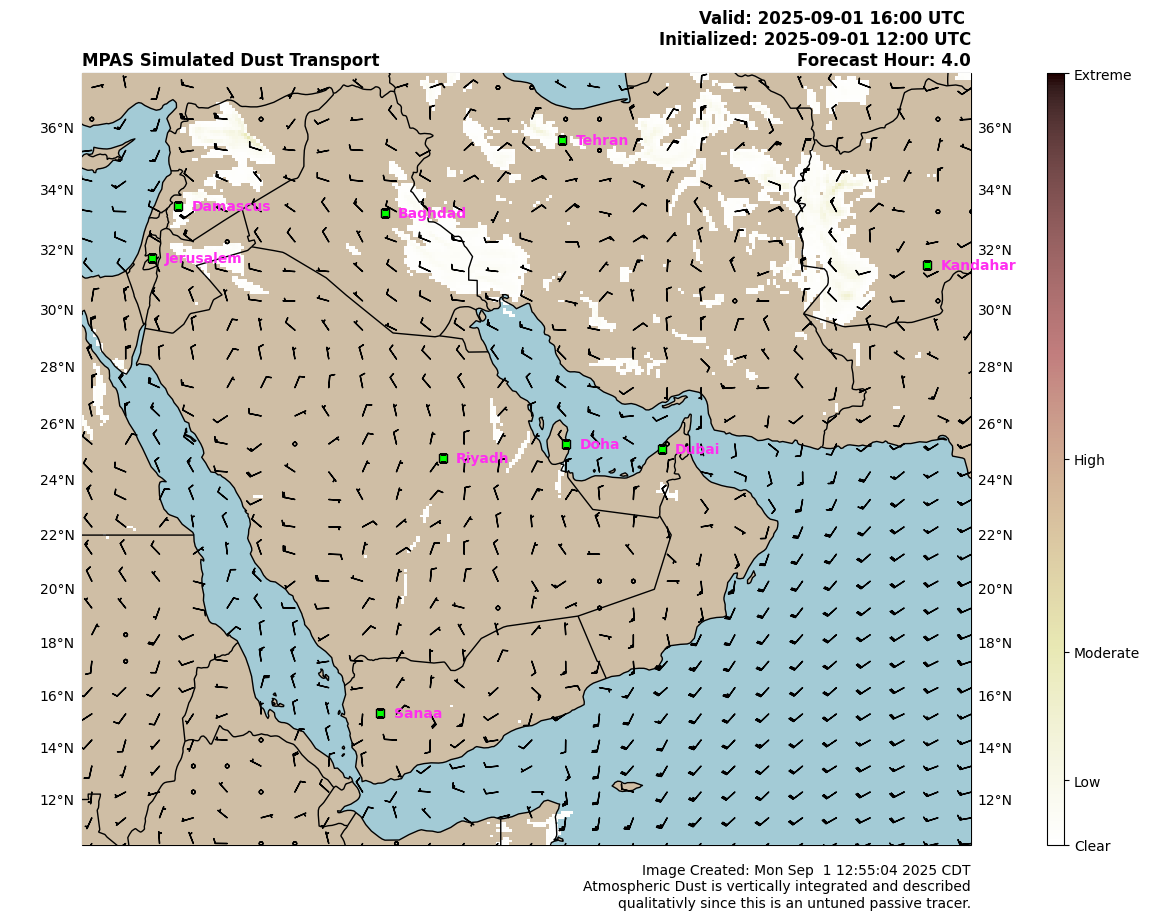 Valid: 2025-09-01 16:00 UTC
Initialized: 2025-09-01 12:00 UTC
MPAS Simulated Dust Transport Forecast Hour: 4.0
Extreme
36°N Tehran 36°N
34°N 34°N
Damascus Baghdad
32°N 32°N
Jerusalem Kandahar
30°N 30°N
28°N 28°N
26°N 26°N
Doha Dubai
Riyadh High
24°N 24°N
22°N 22°N
20°N 20°N
18°N 18°N
Moderate
16°N 16°N
Sanaa
14°N 14°N
Low
12°N 12°N
Clear
Image Created: Mon Sep 1 12:55:04 2025 CDT
Atmospheric Dust is vertically integrated and described
qualitativly since this is an untuned passive tracer.